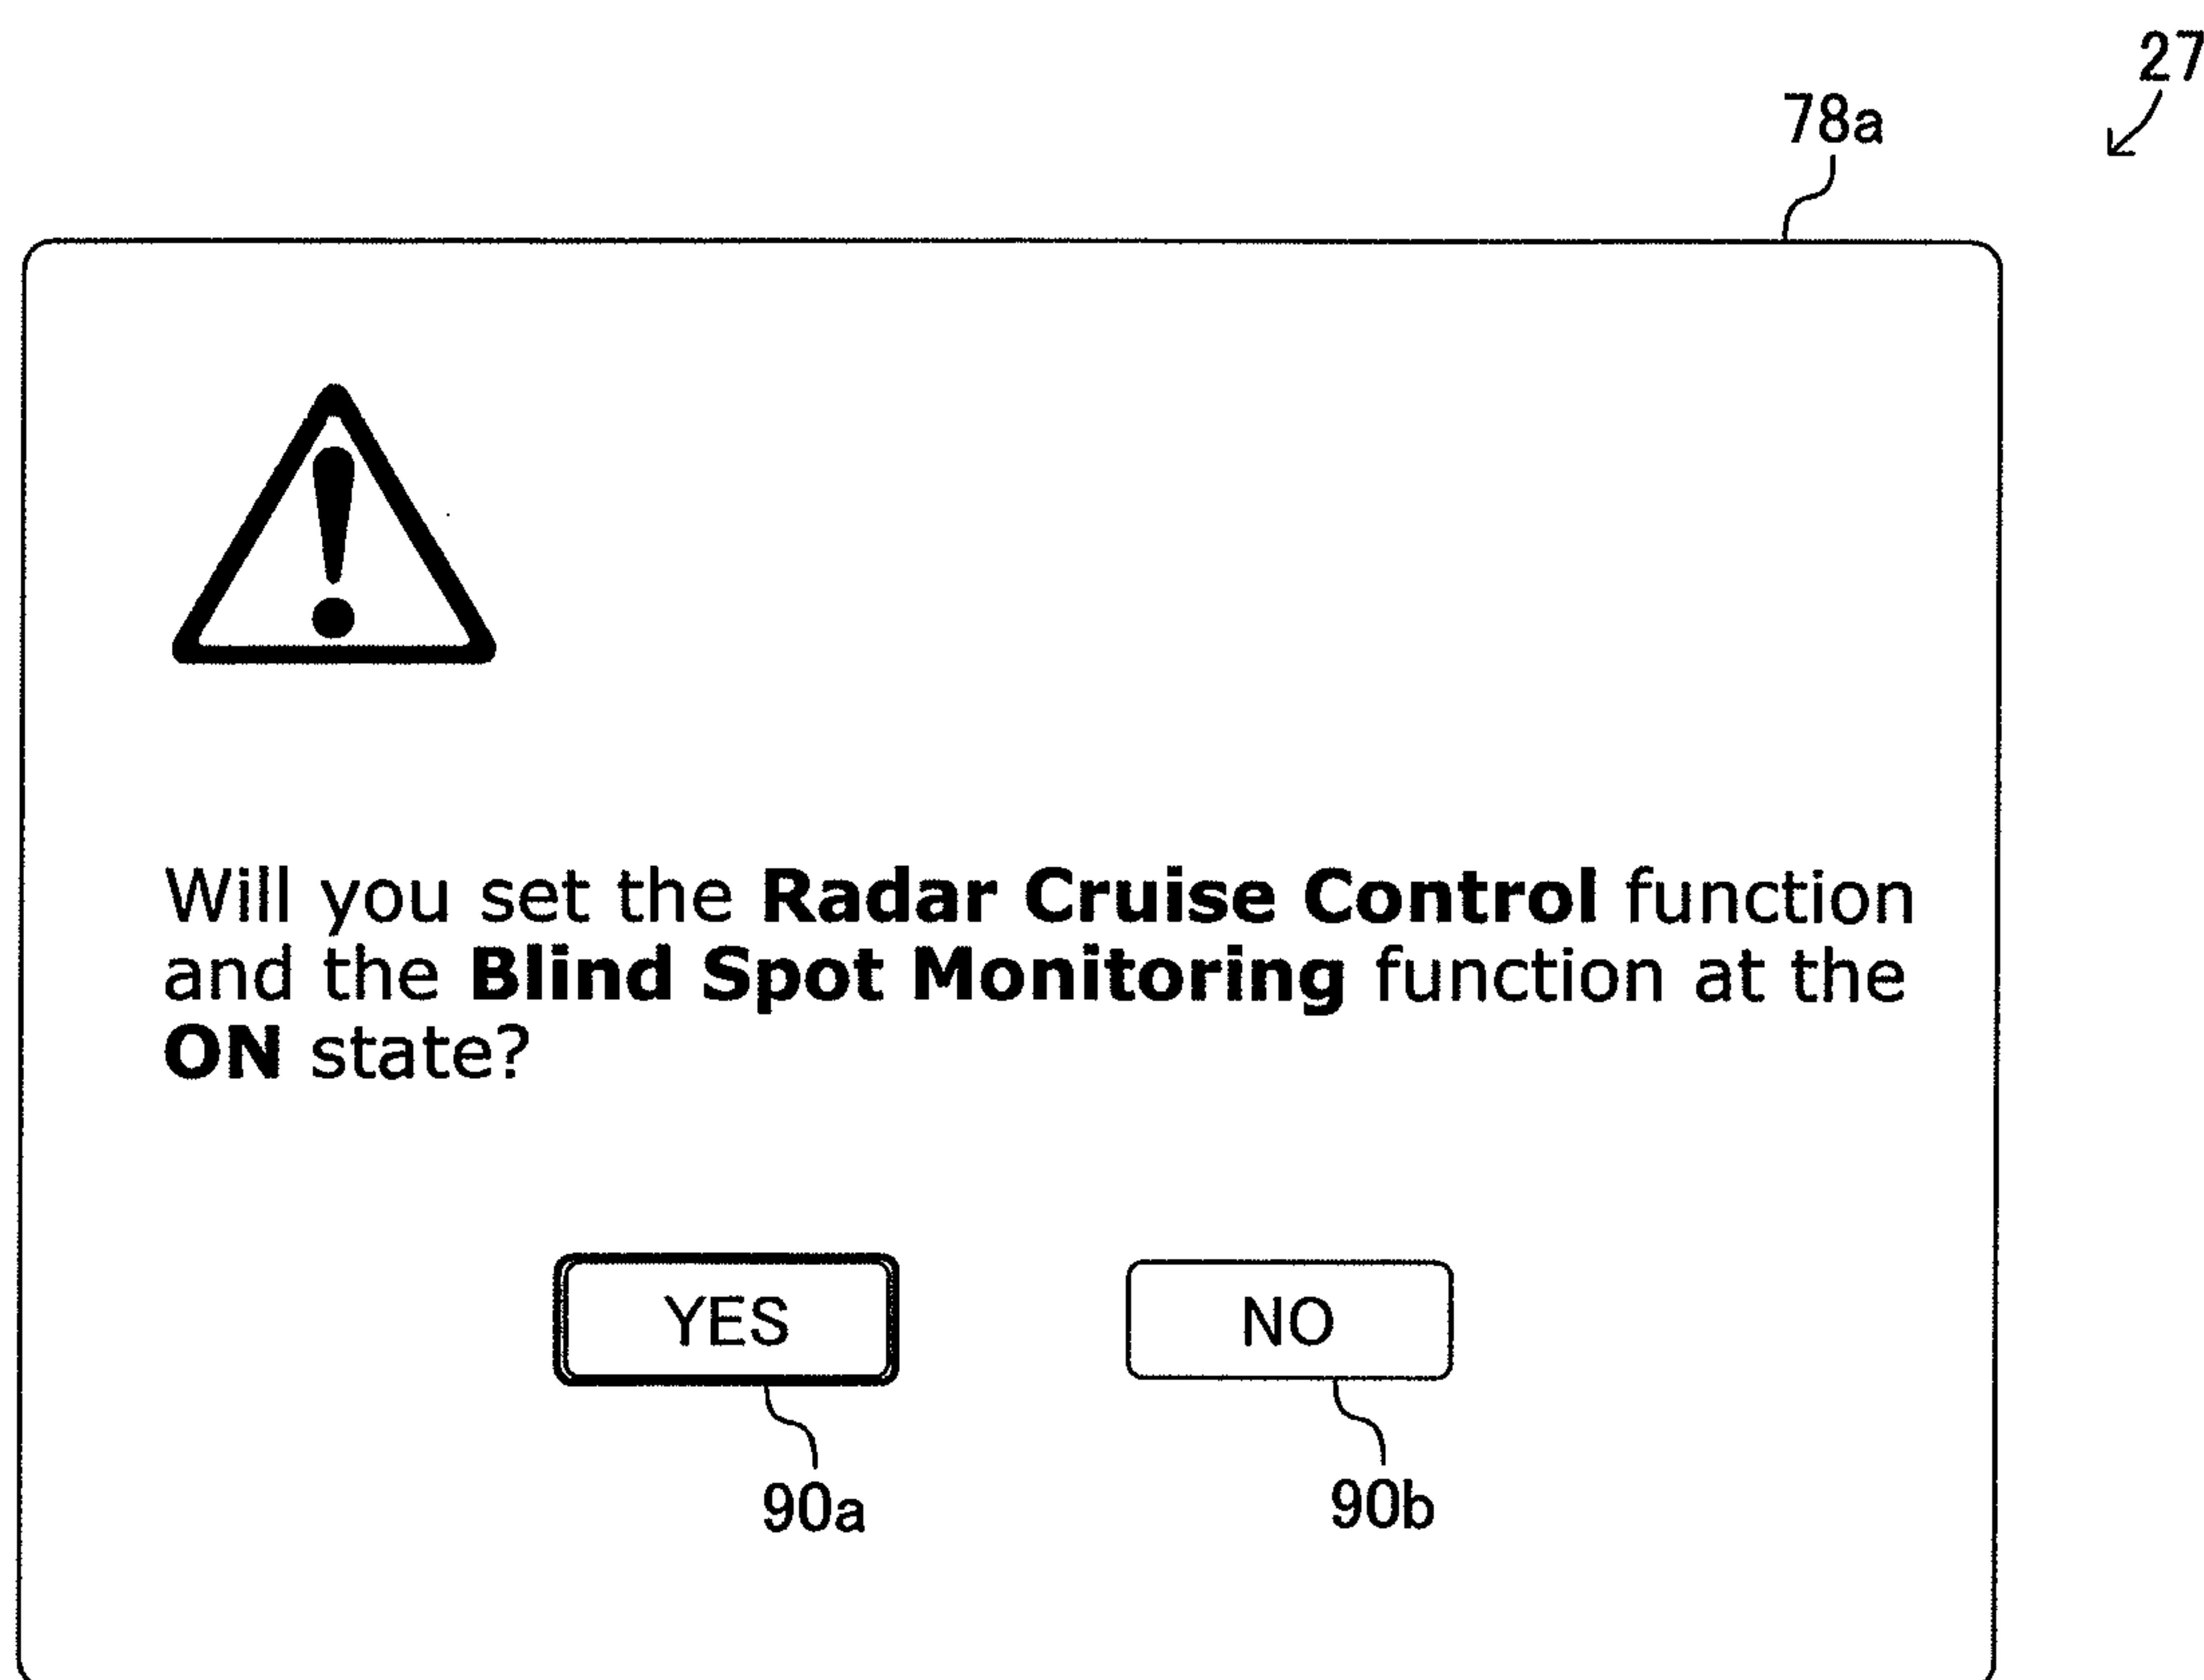 27
78a
Will you set the Radar Cruise Control function
and the Blind Spot Monitoring function at the
ON state?
YES
NO
90a
90b